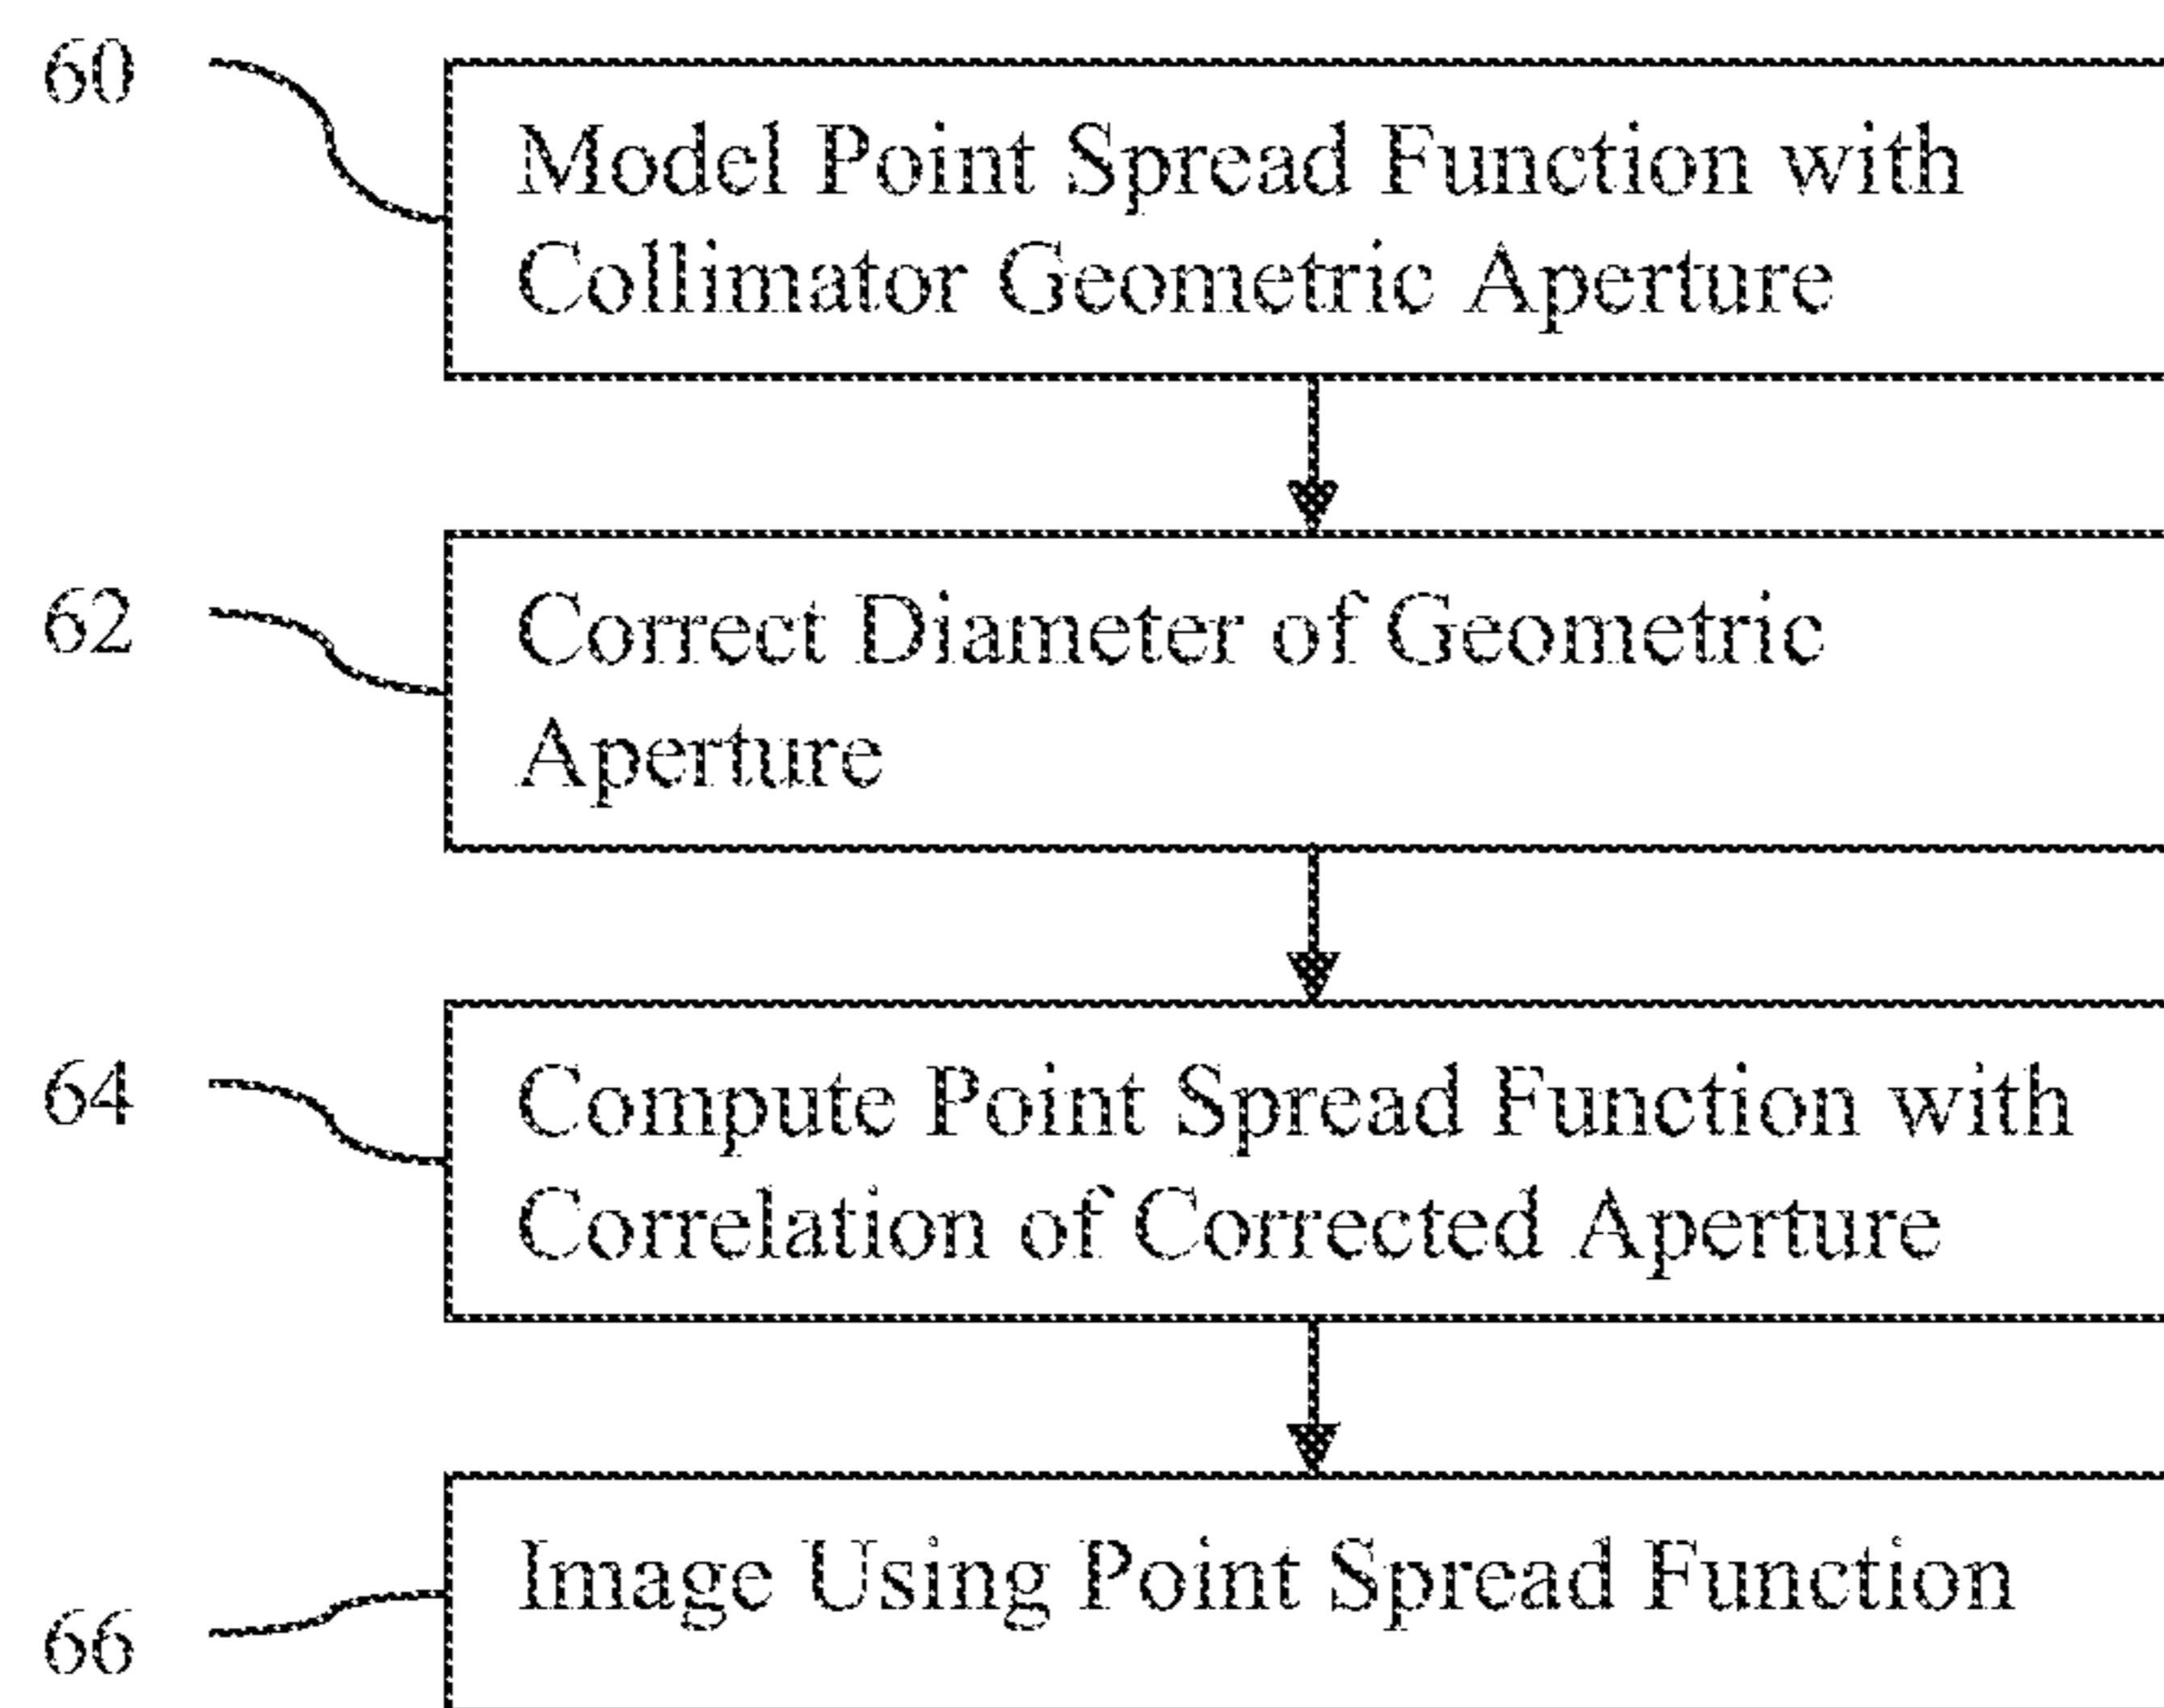 60
Model Point Spread Function with
Collimator Geometric Aperture
62
Correct Diameter of Geometric
Aperture
64
Compute Point Spread Function with
Correlation of Corrected Aperture
Image Using Point Spread Function
66